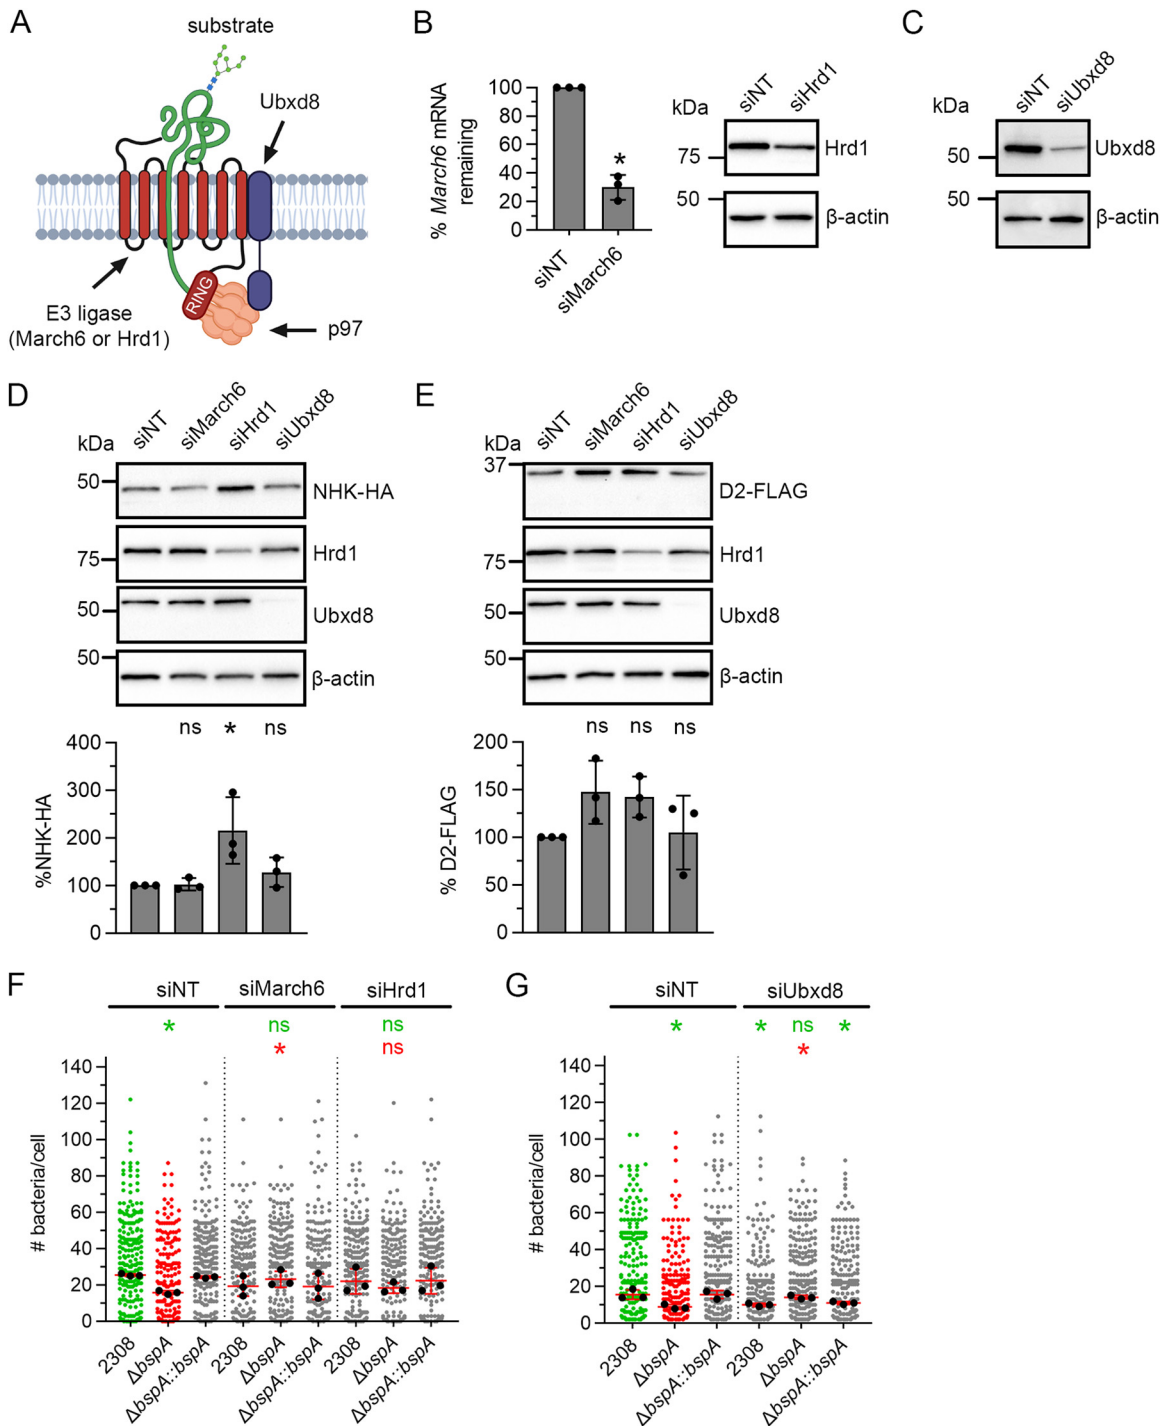 A
substrate
Ubxd8
RING
E3 ligase
(March6 or Hrd1)
p97
B
% March6 mRNA
remaining
100
80
60
40
20
0
*
siNT
siMarch6
kDa
siNT
siHrd1
75
Hrd1
50
β-actin
C
kDa
siNT
siUbxd8
50
Ubxd8
50
β-actin
D
kDa
siNT
siMarch6
siHrd1
siUbxd8
50
NHK-HA
75
Hrd1
50
Ubxd8
50
β-actin
ns * ns
%NHK-HA
400
300
200
100
0
E
kDa
siNT
siMarch6
siHrd1
siUbxd8
37
D2-FLAG
75
Hrd1
50
Ubxd8
50
β-actin
ns ns ns
% D2-FLAG
200
150
100
50
0
F
siNT siMarch6 siHrd1
* ns ns
* ns
# bacteria/cell
140
120
100
80
60
40
20
0
2308
ΔbspA
ΔbspA::bspA
2308
ΔbspA
ΔbspA::bspA
2308
ΔbspA
ΔbspA::bspA
G
siNT siUbxd8
* * ns *
*
# bacteria/cell
140
120
100
80
60
40
20
0
2308
ΔbspA
ΔbspA::bspA
2308
ΔbspA
ΔbspA::bspA